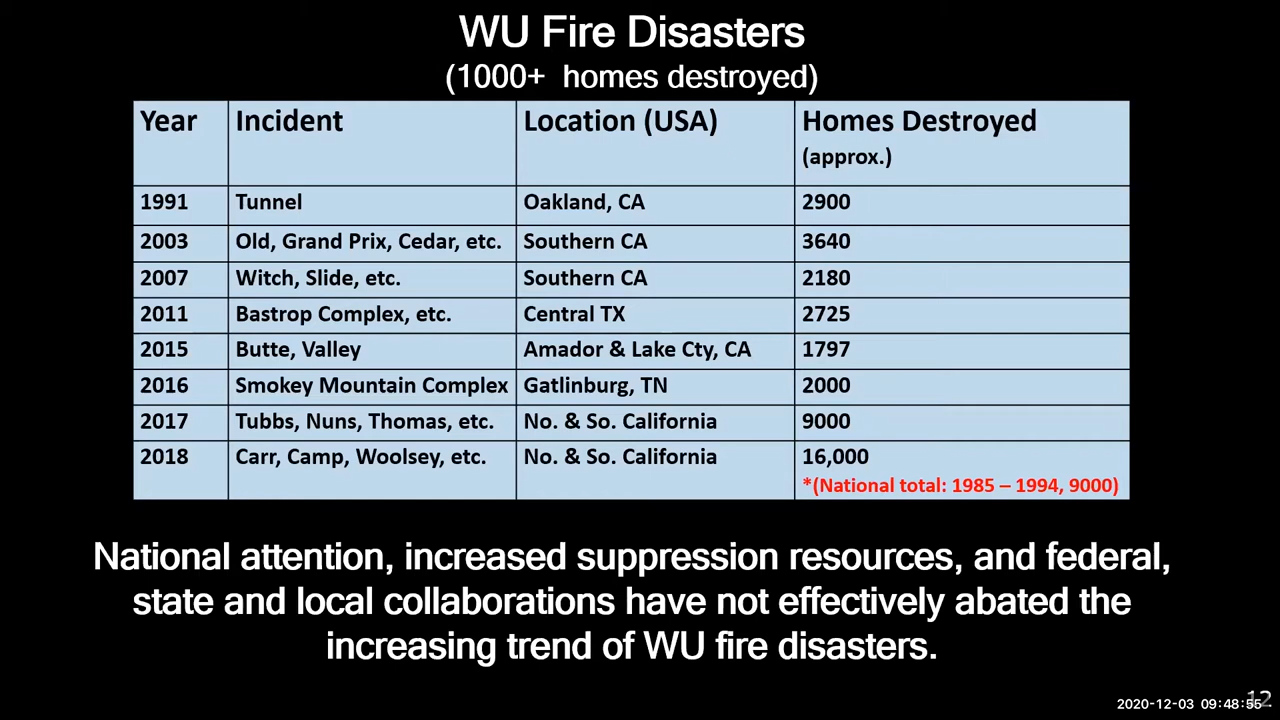 WU Fire Disasters
(1000+ homes destroyed)
Year Incident Location (USA) Homes Destroyed
(approx.)
1991 Tunnel Oakland, CA 2900
2003 Old, Grand Prix, Cedar, etc. Southern CA 3640
2007 Witch, Slide, etc. Southern CA 2180
2011 Bastrop Complex, etc. Central TX 2725
2015 Butte, Valley Amador & Lake Cty, CA 1797
2016 Smokey Mountain Complex Gatlinburg, TN 2000
2017 Tubbs, Nuns, Thomas, etc. No. & So. California 9000
2018 Carr, Camp, Woolsey, etc. No. & So. California 16,000
*(National total: 1985 – 1994, 9000)
National attention, increased suppression resources, and federal,
state and local collaborations have not effectively abated the
increasing trend of WU fire disasters.
12
2020-12-03 09:48:55